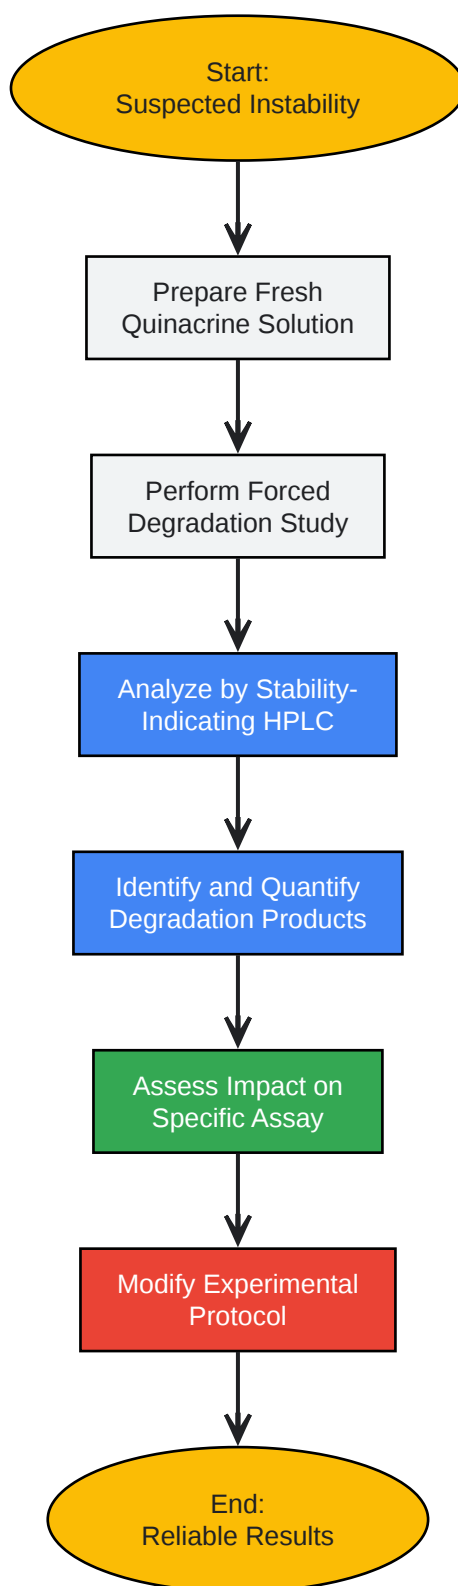 Start:
Suspected Instability
Prepare Fresh
Quinacrine Solution
Perform Forced
Degradation Study
Analyze by Stability-
Indicating HPLC
Identify and Quantify
Degradation Products
Assess Impact on
Specific Assay
Modify Experimental
Protocol
End:
Reliable Results